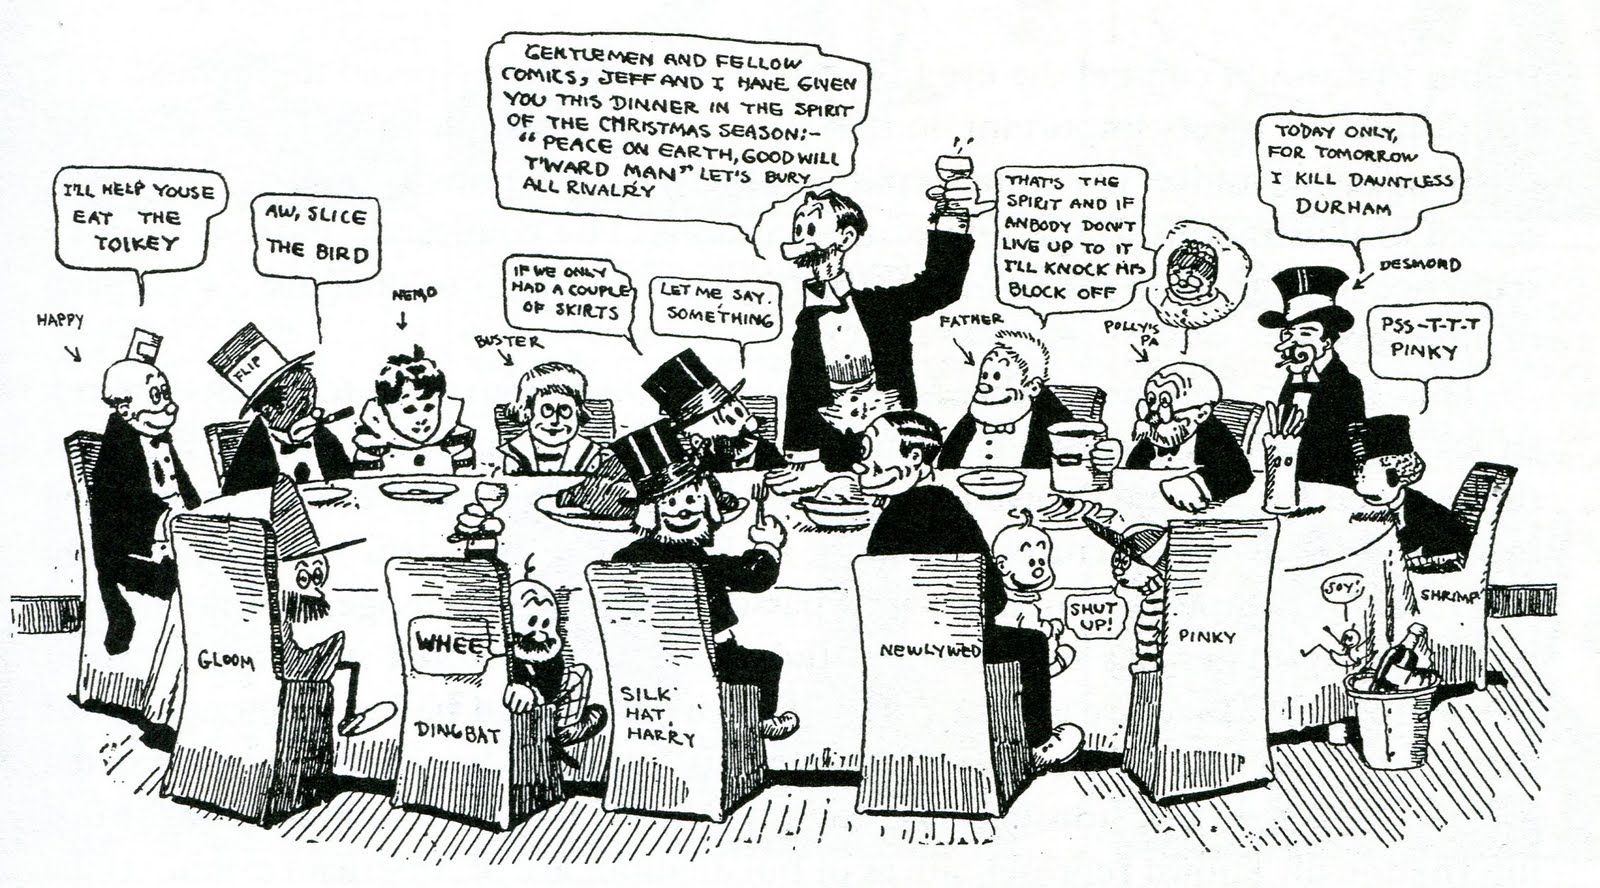 GENTLEMEN AND FELLOW
COMICS, JEFF AND I HAVE GIVEN
YOU THIS DINNER IN THE SPIRIT
OF THE CHRISTMAS SEASON:-
"PEACE ON EARTH, GOOD WILL
T'WARD MAN" LET'S BURY
ALL RIVALRY
I'LL HELP YOUSE
EAT THE
TOIKEY
AW, SLICE
THE BIRD
IF WE ONLY
HAD A COUPLE
OF SKIRTS
LET ME SAY.
SOMETHING
THAT'S THE
SPIRIT AND IF
ANBODY DON'T
LIVE UP TO IT
I'LL KNOCK HIS
BLOCK OFF
TODAY ONLY,
FOR TOMORROW
I KILL DAUNTLESS
DURHAM
DESMOND
PSS-T-T-T
PINKY
HAPPY
FLIP
NEMO
BUSTER
FATHER
POLLY'S
PA
GLOOM
WHEE
DINGBAT
SILK
HAT.
HARRY
NEWLYWED
SHUT
UP!
PINKY
SHRIMP